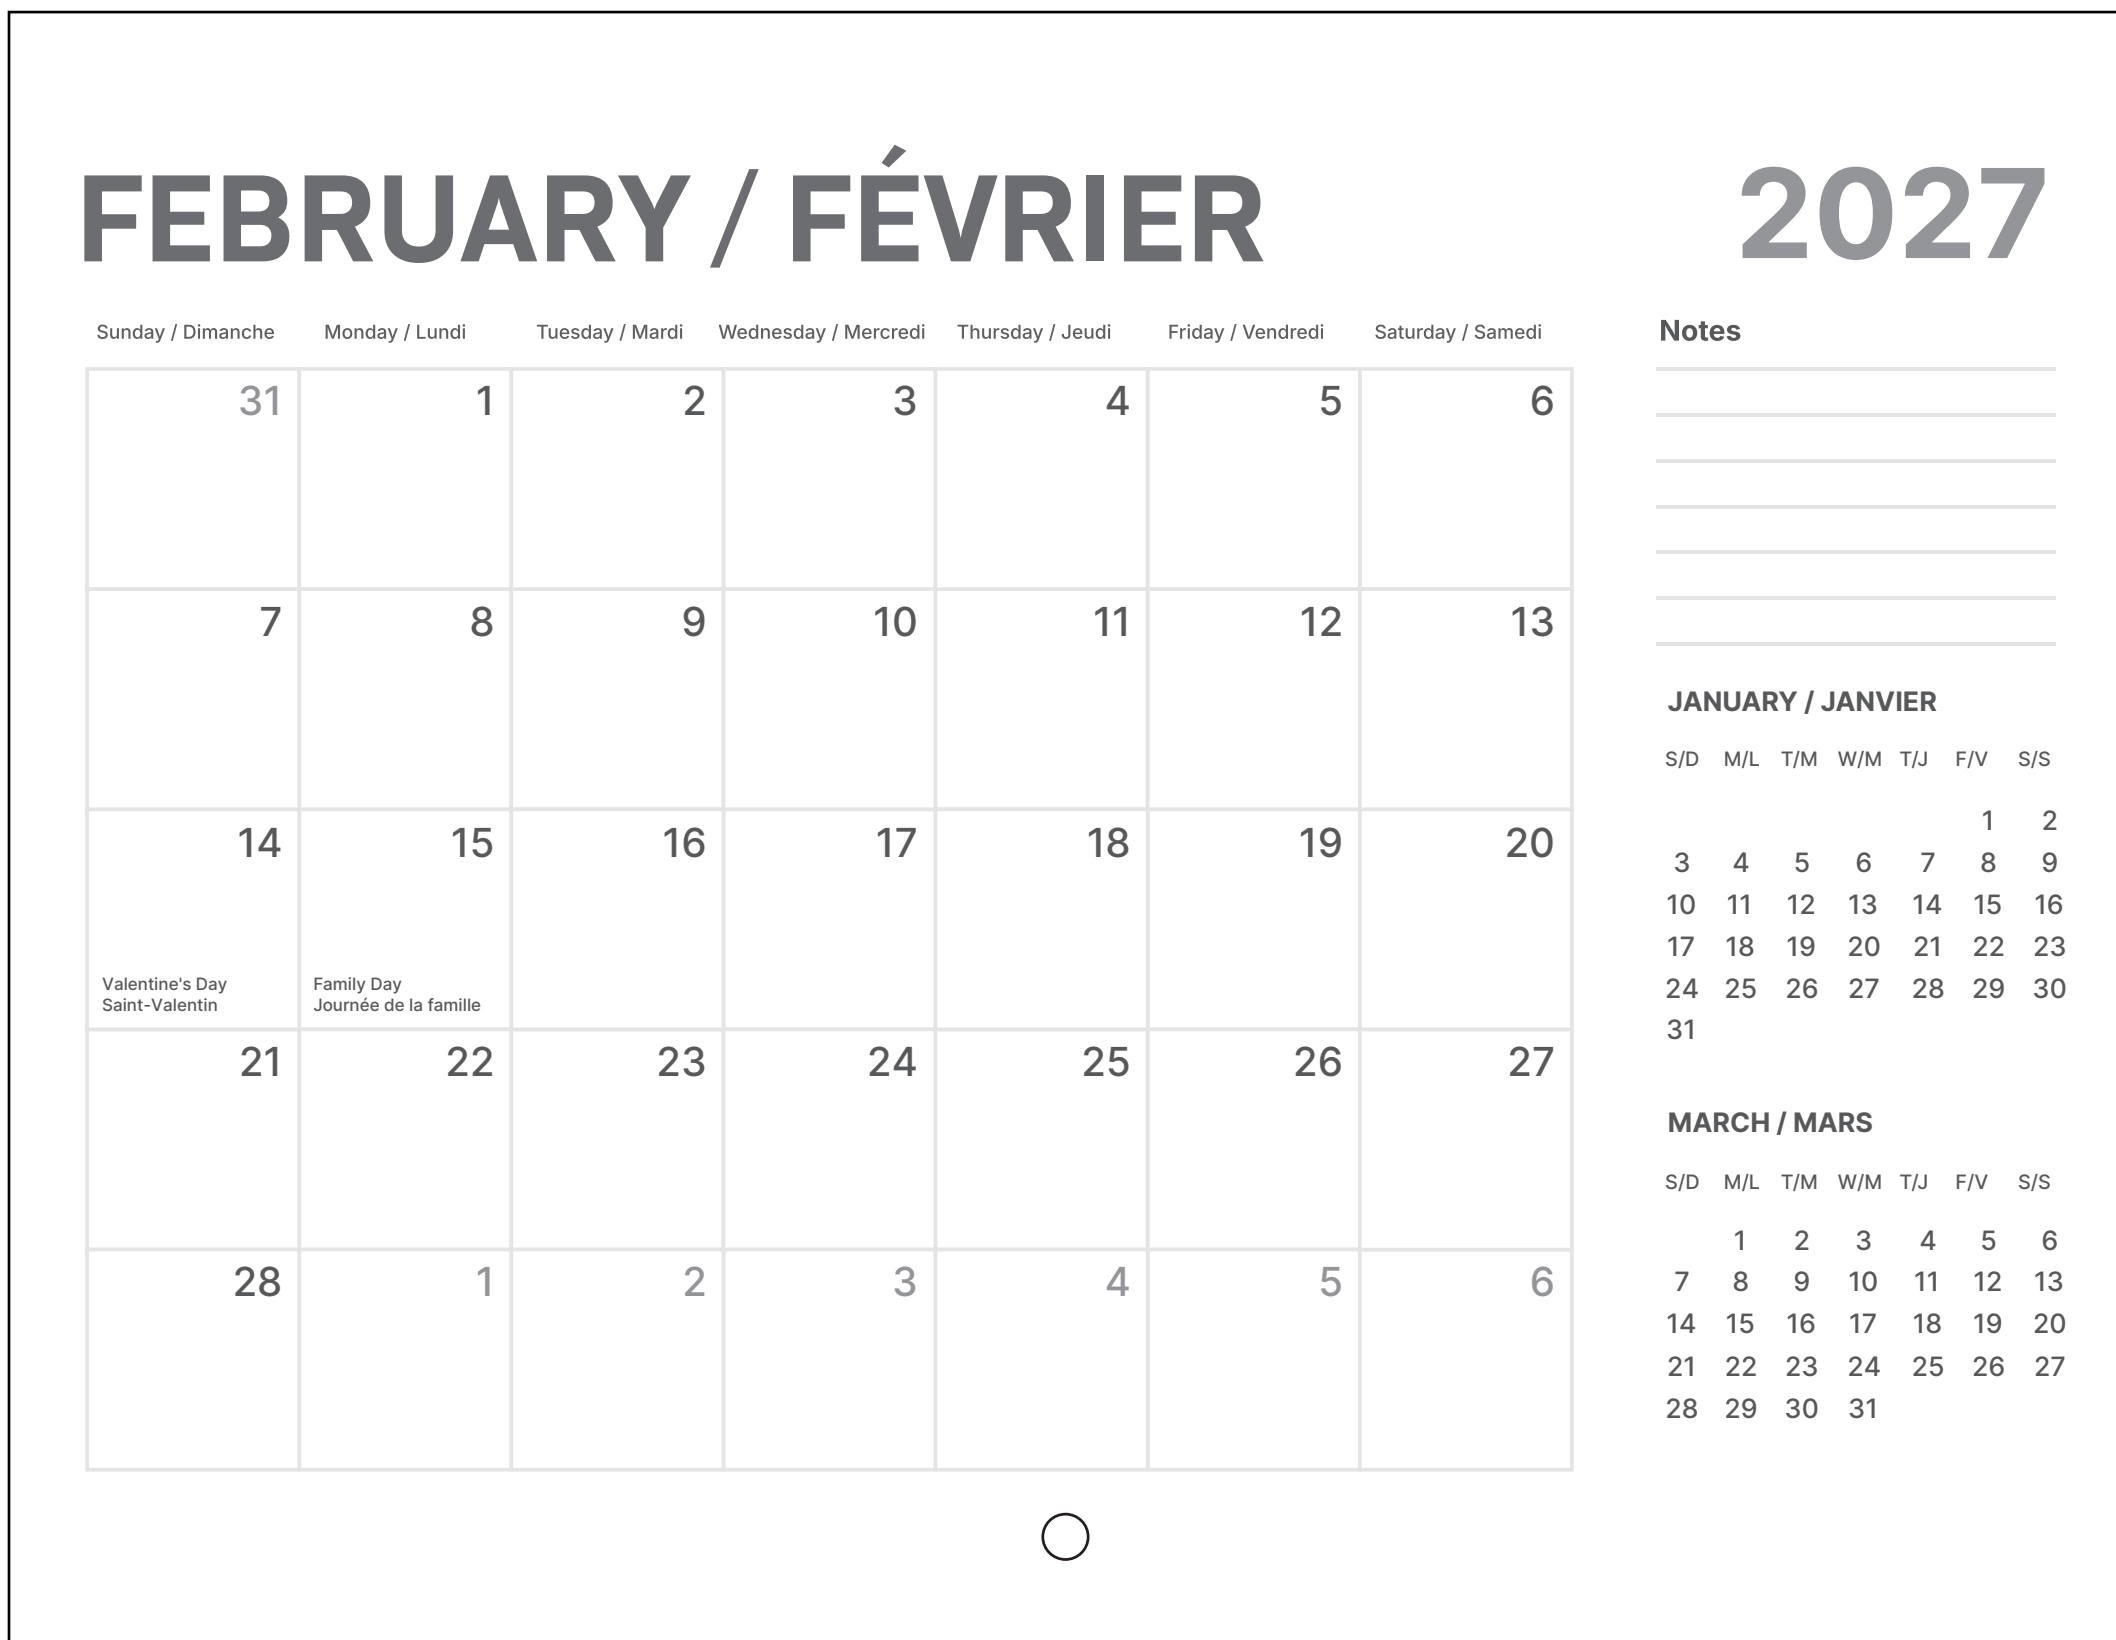 FEBRUARY / FÉVRIER
2027
Sunday / Dimanche Monday / Lundi Tuesday / Mardi Wednesday / Mercredi Thursday / Jeudi Friday / Vendredi Saturday / Samedi
31 1 2 3 4 5 6
7 8 9 10 11 12 13
14 15 16 17 18 19 20
Valentine's Day
Saint-Valentin
Family Day
Journée de la famille
21 22 23 24 25 26 27
28 1 2 3 4 5 6
Notes
JANUARY / JANVIER
S/D M/L T/M W/M T/J F/V S/S
1 2
3 4 5 6 7 8 9
10 11 12 13 14 15 16
17 18 19 20 21 22 23
24 25 26 27 28 29 30
31
MARCH / MARS
S/D M/L T/M W/M T/J F/V S/S
1 2 3 4 5 6
7 8 9 10 11 12 13
14 15 16 17 18 19 20
21 22 23 24 25 26 27
28 29 30 31